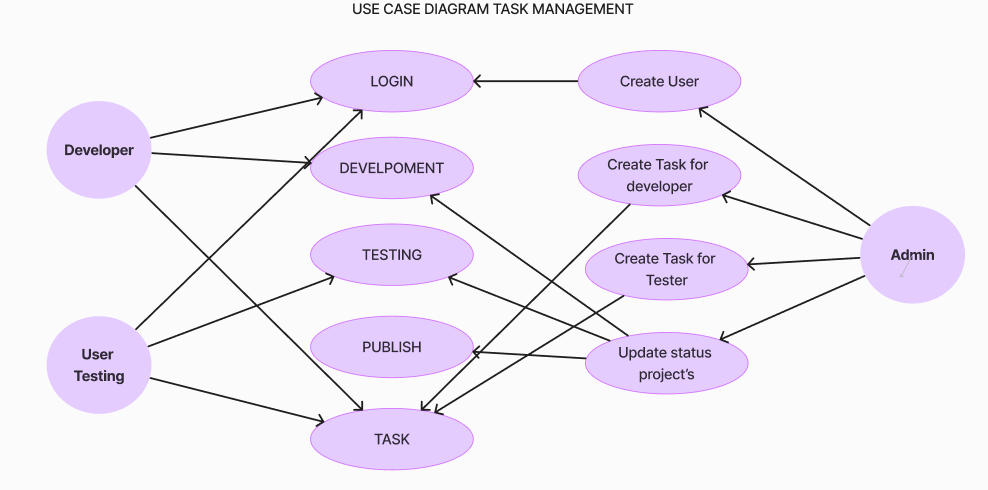 USE CASE DIAGRAM TASK MANAGEMENT
LOGIN
Create User
Developer
DEVELPOMENT
Create Task for
developer
TESTING
Create Task for
Tester
Admin
PUBLISH
User
Testing
Update status
project's
TASK